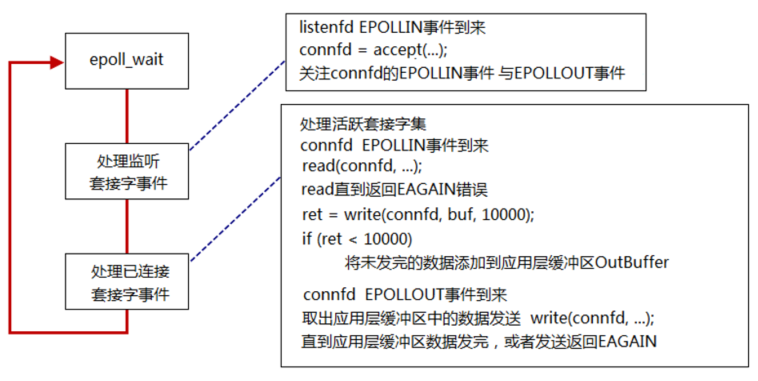 epoll_wait
处理监听
套接字事件
处理已连接
套接字事件
listenfd EPOLLIN事件到来
connfd = accept(...);
关注connfd的EPOLLIN事件 与EPOLLOUT事件
处理活跃套接字集
connfd EPOLLIN事件到来
read(connfd, ...);
read直到返回EAGAIN错误
ret = write(connfd, buf, 10000);
if (ret < 10000)
将未发完的数据添加到应用层缓冲区OutBuffer
connfd EPOLLOUT事件到来
取出应用层缓冲区中的数据发送 write(connfd, ...);
直到应用层缓冲区数据发完，或者发送返回EAGAIN